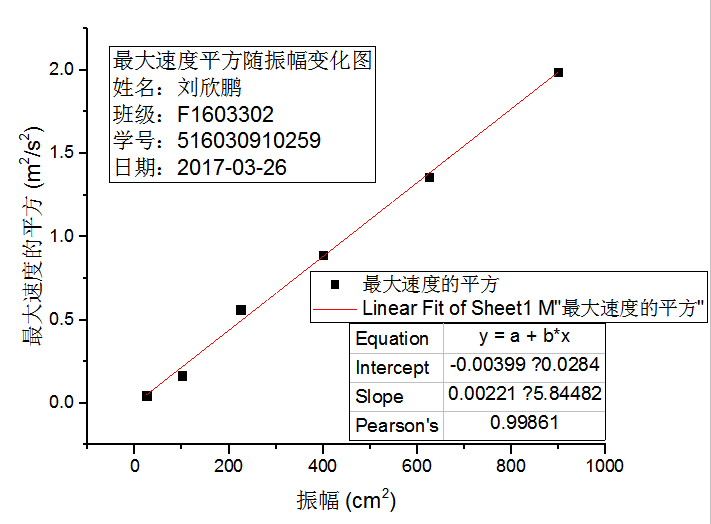 最大速度平方随振幅变化图
姓名：刘欣鹏
班级：F1603302
学号：516030910259
日期：2017-03-26
最大速度的平方 (m²/s²)
2.0
1.5
1.0
0.5
0.0
最大速度的平方
Linear Fit of Sheet1 M"最大速度的平方"
Equation y = a + b*x
Intercept -0.00399 ?0.0284
Slope 0.00221 ?5.84482
Pearson's 0.99861
0 200 400 600 800 1000
振幅 (cm²)